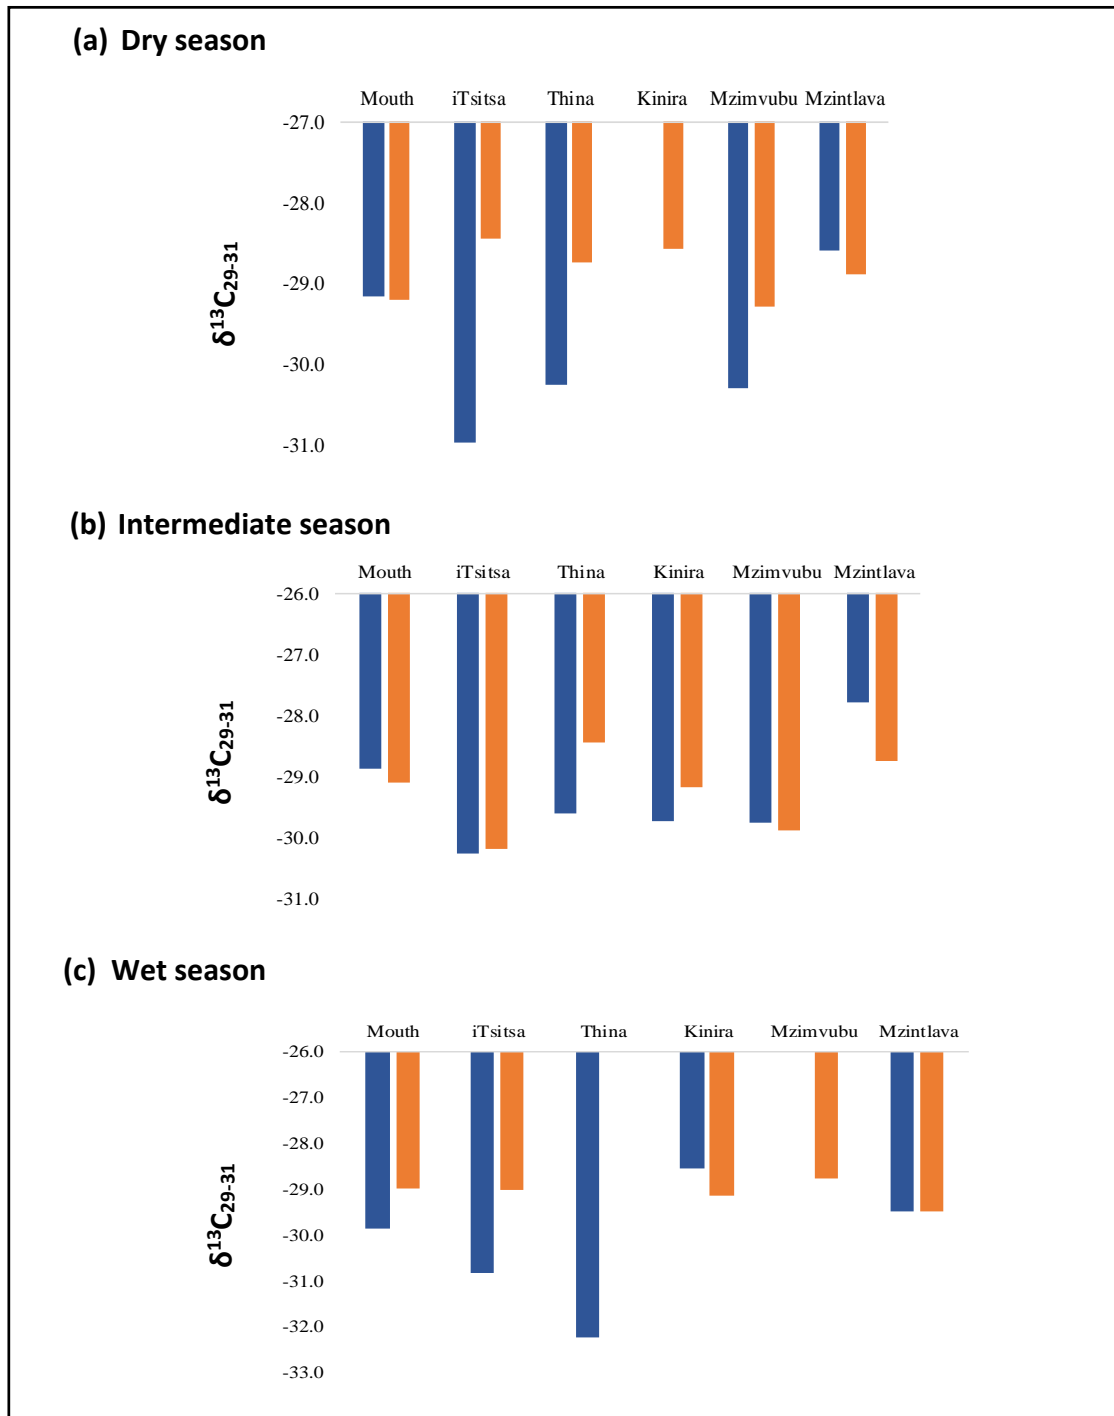 (a) Dry season
Mouth iTsitsa Thina Kinira Mzimvubu Mzintlava
-27.0
-28.0
-29.0
-30.0
-31.0
δ¹³C₂₉₋₃₁
(b) Intermediate season
Mouth iTsitsa Thina Kinira Mzimvubu Mzintlava
-26.0
-27.0
-28.0
-29.0
-30.0
-31.0
δ¹³C₂₉₋₃₁
(c) Wet season
Mouth iTsitsa Thina Kinira Mzimvubu Mzintlava
-26.0
-27.0
-28.0
-29.0
-30.0
-31.0
-32.0
-33.0
δ¹³C₂₉₋₃₁